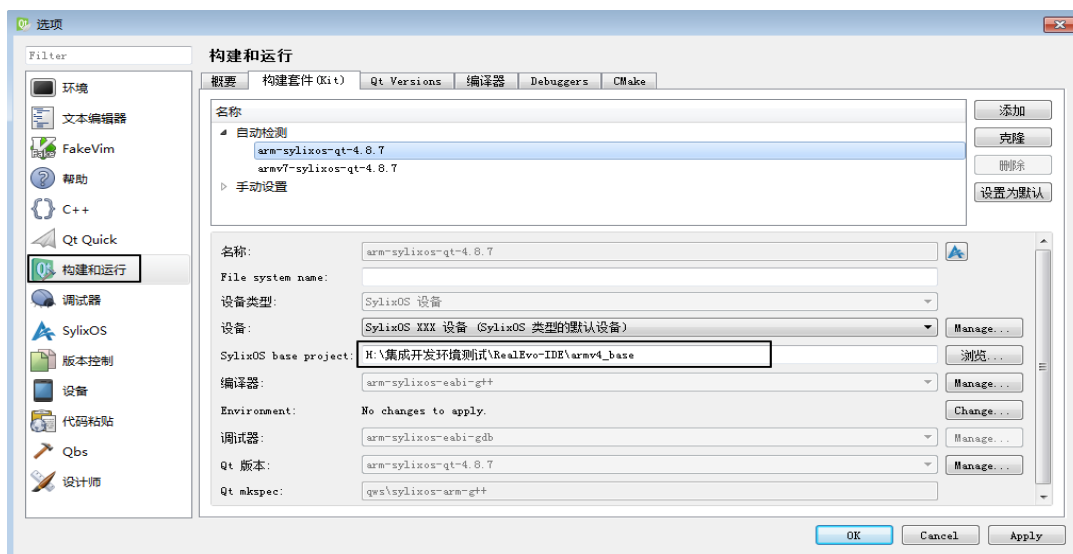 选项
Filter
环境
文本编辑器
FakeVim
帮助
C++
Qt Quick
构建和运行
调试器
SylixOS
版本控制
设备
代码粘贴
Qbs
设计师
构建和运行
概要 构建套件(Kit) Qt Versions 编译器 Debuggers CMake
名称
自动检测
arm-sylixos-qt-4.8.7
armv7-sylixos-qt-4.8.7
手动设置
添加
克隆
删除
设置为默认
名称: arm-sylixos-qt-4.8.7
File system name:
设备类型: SylixOS 设备
设备: SylixOS XXX 设备 (SylixOS 类型的默认设备) Manage...
SylixOS base project: H:\集成开发环境测试\RealEvo-IDE\armv4_base 浏览...
编译器: arm-sylixos-eabi-g++ Manage...
Environment: No changes to apply. Change...
调试器: arm-sylixos-eabi-gdb Manage...
Qt 版本: arm-sylixos-qt-4.8.7 Manage...
Qt mkspec: qws\sylixos-arm-g++
OK Cancel Apply